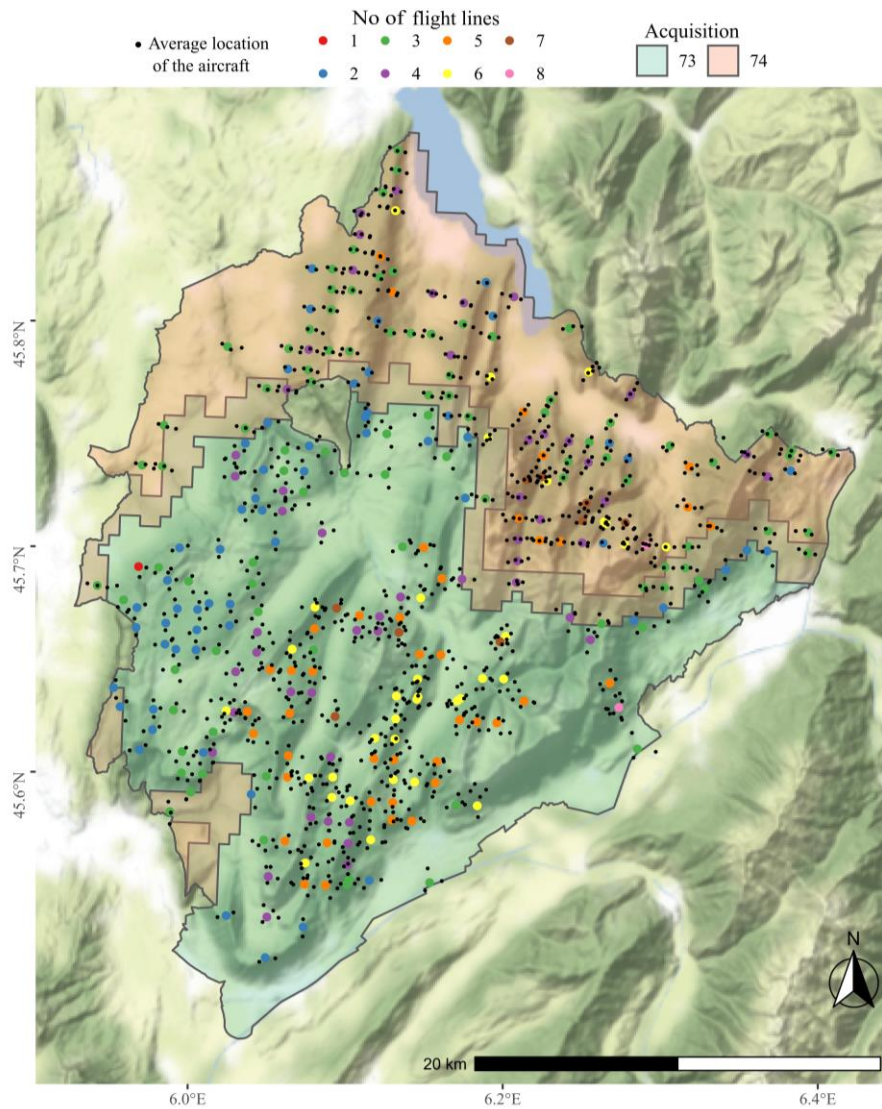 No of flight lines
Average location
of the aircraft
1 3 5 7
2 4 6 8
Acquisition
73 74
45.8°N
45.7°N
45.6°N
N
20 km
6.0°E 6.2°E 6.4°E